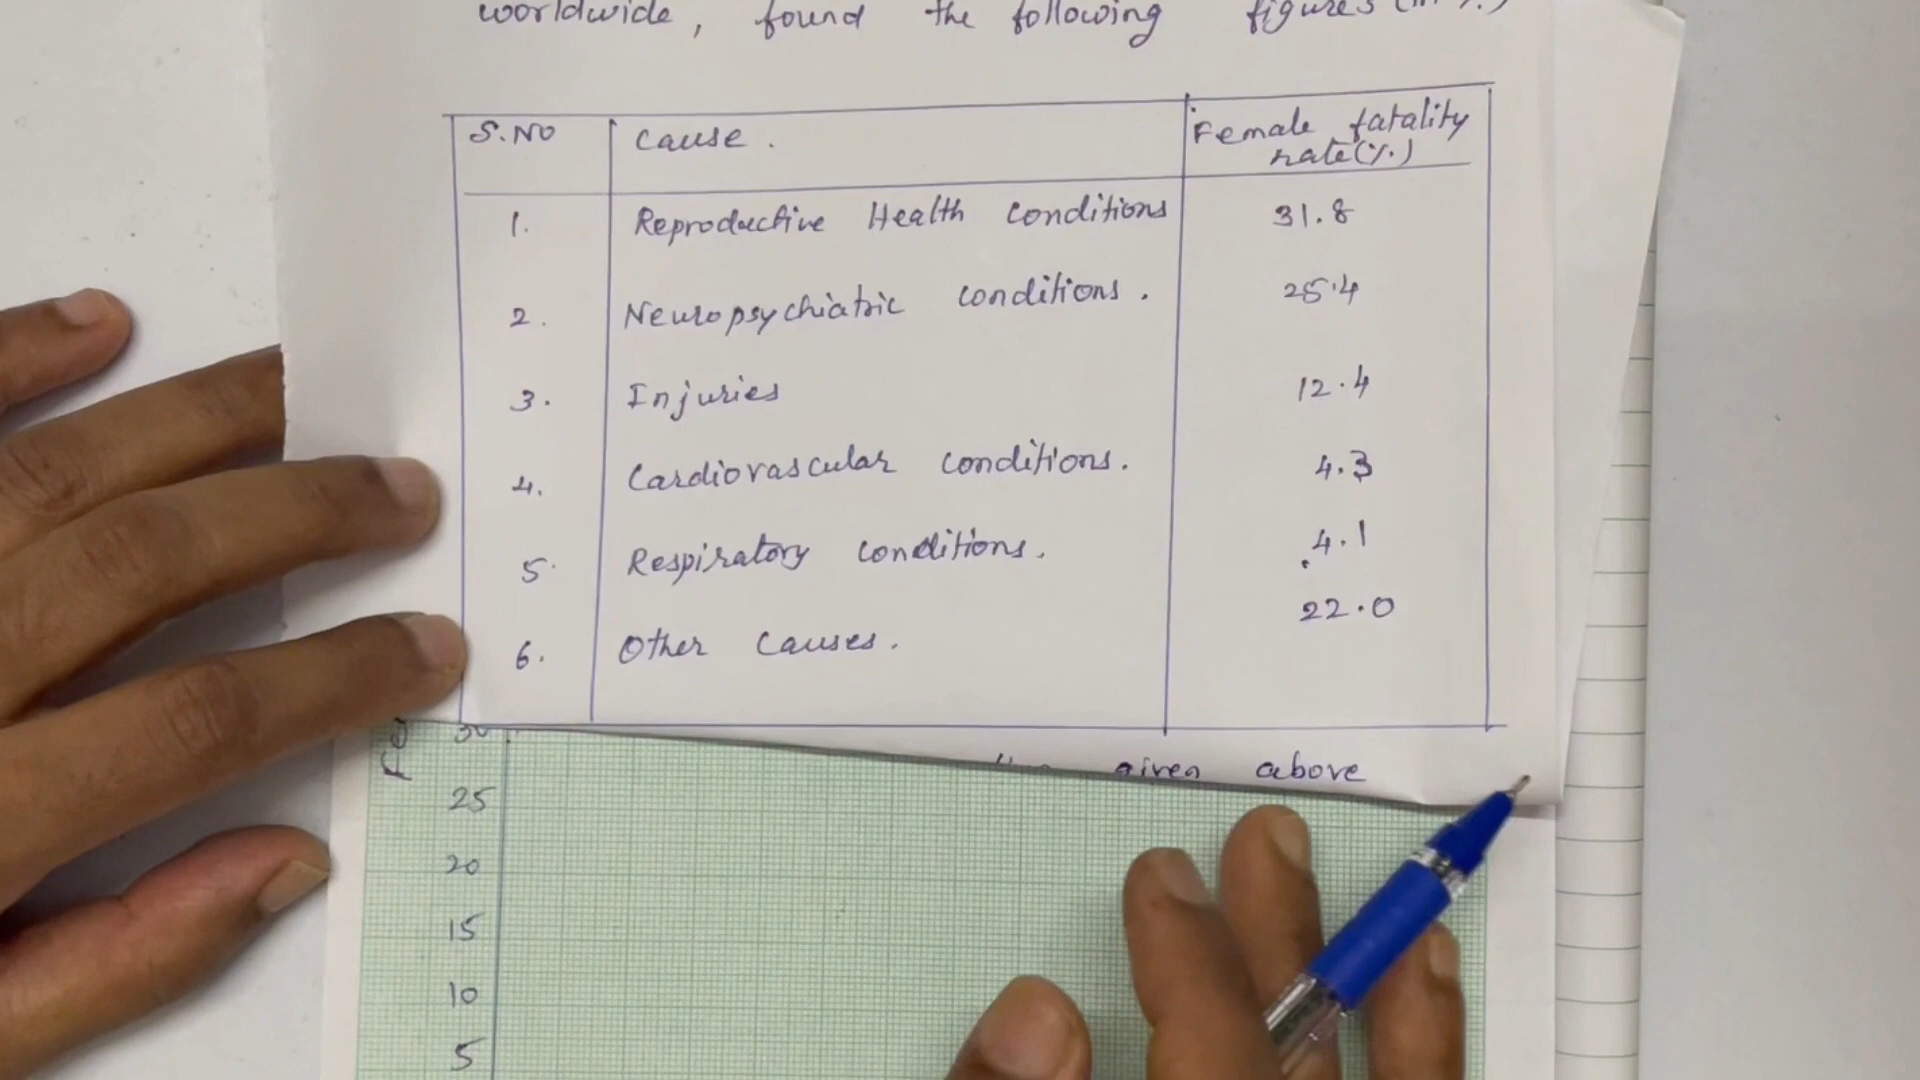 worldwide, found the following figures (in %)
S.NO Cause. Female fatality rate (%)
1. Reproductive Health Conditions 31.8
2. Neuropsychiatric conditions. 25.4
3. Injuries 12.4
4. Cardiovascular conditions. 4.3
5. Respiratory conditions. 4.1
6. Other Causes. 22.0
given above
25
20
15
10
5